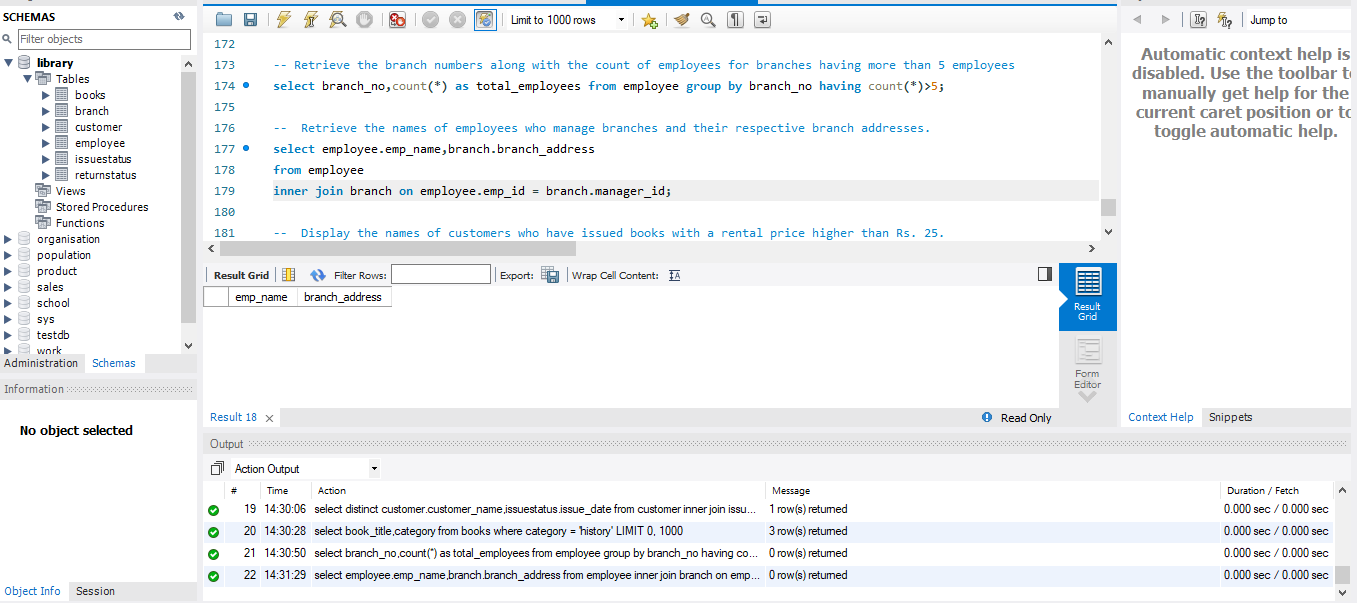 SCHEMAS
Filter objects
library
Tables
books
branch
customer
employee
issuestatus
returnstatus
Views
Stored Procedures
Functions
organisation
population
product
sales
school
sys
testdb
work
Administration Schemas
Information
No object selected
Object Info Session
Limit to 1000 rows
172
173 -- Retrieve the branch numbers along with the count of employees for branches having more than 5 employees
174 select branch_no,count(*) as total_employees from employee group by branch_no having count(*)>5;
175
176 -- Retrieve the names of employees who manage branches and their respective branch addresses.
177 select employee.emp_name,branch.branch_address
178 from employee
179 inner join branch on employee.emp_id = branch.manager_id;
180
181 -- Display the names of customers who have issued books with a rental price higher than Rs. 25.
Result Grid Filter Rows: Export: Wrap Cell Content:
emp_name branch_address
Result Grid
Form Editor
Result 18 Read Only
Output
Action Output
# Time Action Message Duration / Fetch
19 14:30:06 select distinct customer.customer_name,issuestatus.issue_date from customer inner join issu... 1 row(s) returned 0.000 sec / 0.000 sec
20 14:30:28 select book_title,category from books where category = 'history' LIMIT 0, 1000 3 row(s) returned 0.000 sec / 0.000 sec
21 14:30:50 select branch_no,count(*) as total_employees from employee group by branch_no having co... 0 row(s) returned 0.000 sec / 0.000 sec
22 14:31:29 select employee.emp_name,branch.branch_address from employee inner join branch on emp... 0 row(s) returned 0.000 sec / 0.000 sec
Jump to
Automatic context help is
disabled. Use the toolbar to
manually get help for the
current caret position or to
toggle automatic help.
Context Help Snippets